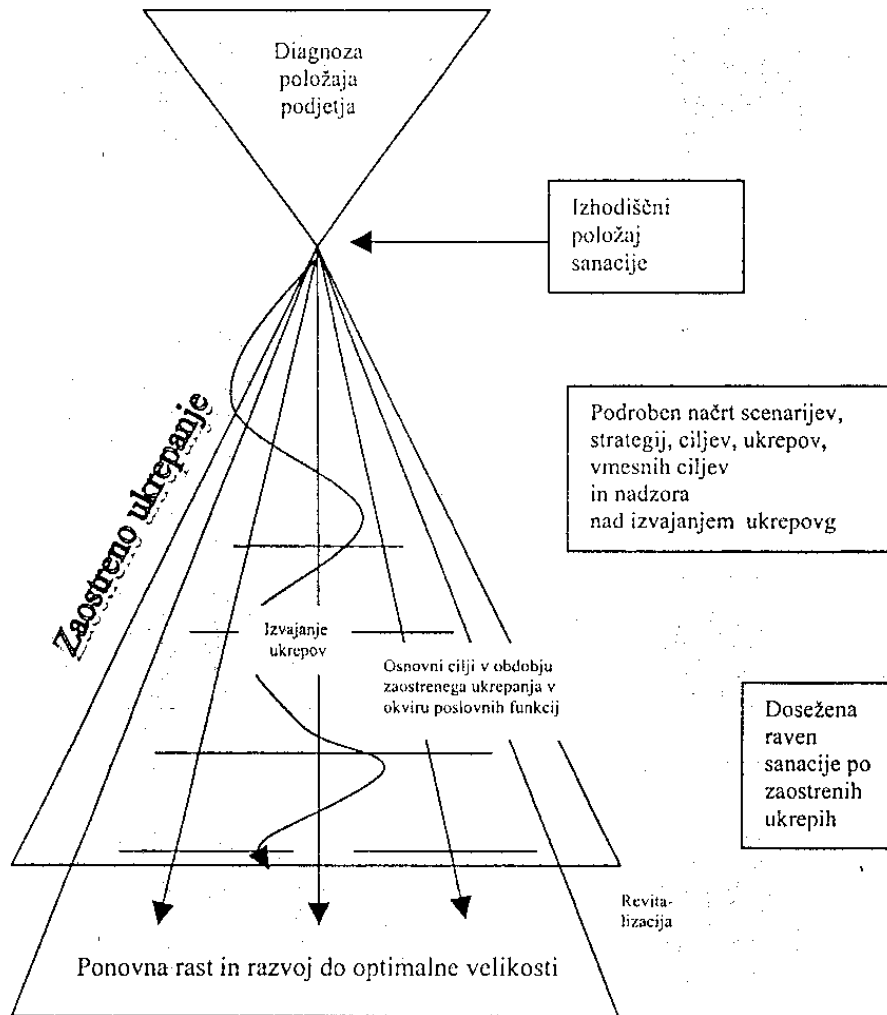 Diagnoza
položaja
podjetja
Izhodiščni
položaj
sanacije
Zaostreno ukrepanje
Podroben načrt scenarijev,
strategij, ciljev, ukrepov,
vmesnih ciljev
in nadzora
nad izvajanjem ukrepovg
Izvajanje
ukrepov
Osnovni cilji v obdobju
zaostrenega ukrepanja v
okviru poslovnih funkcij
Dosežena
raven
sanacije po
zaostrenih
ukrepih
Revita-
lizacija
Ponovna rast in razvoj do optimalne velikosti